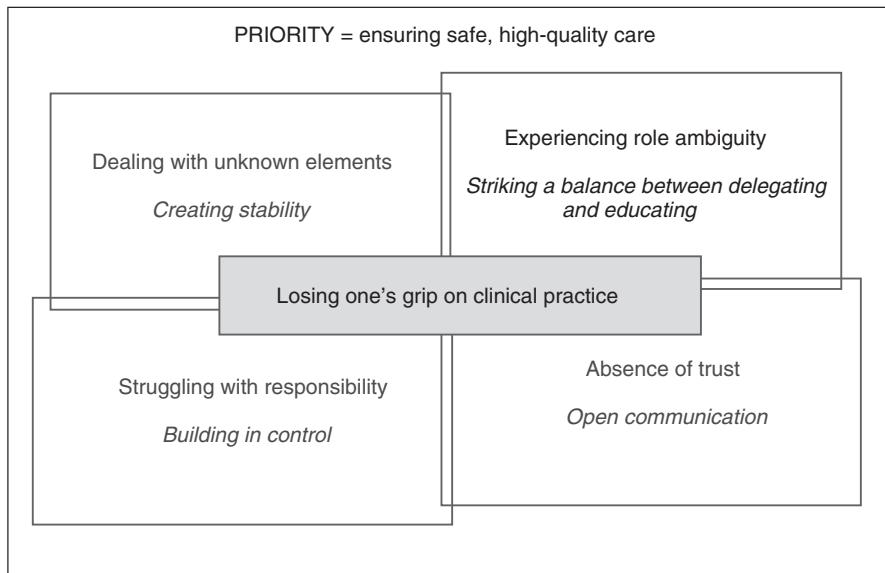 PRIORITY = ensuring safe, high-quality care
Dealing with unknown elements
Creating stability
Experiencing role ambiguity
Striking a balance between delegating
and educating
Losing one’s grip on clinical practice
Struggling with responsibility
Building in control
Absence of trust
Open communication